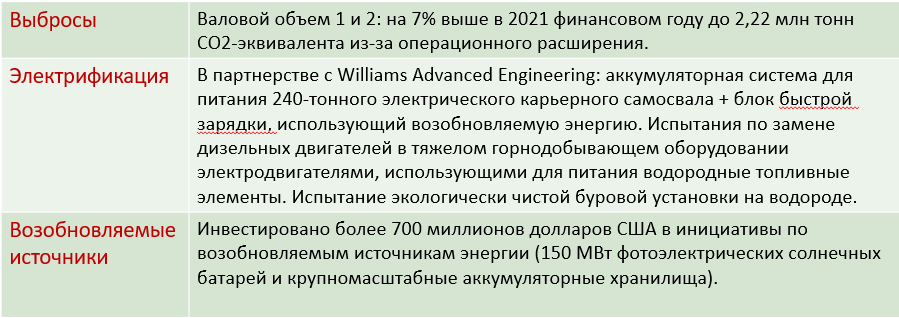 Выбросы
Валовой объем 1 и 2: на 7% выше в 2021 финансовом году до 2,22 млн тонн
CO2-эквивалента из-за операционного расширения.
Электрификация
В партнерстве с Williams Advanced Engineering: аккумуляторная система для
питания 240-тонного электрического карьерного самосвала + блок быстрой
зарядки, использующий возобновляемую энергию. Испытания по замене
дизельных двигателей в тяжелом горнодобывающем оборудовании
электродвигателями, использующими для питания водородные топливные
элементы. Испытание экологически чистой буровой установки на водороде.
Возобновляемые
источники
Инвестировано более 700 миллионов долларов США в инициативы по
возобновляемым источникам энергии (150 МВт фотоэлектрических солнечных
батарей и крупномасштабные аккумуляторные хранилища).